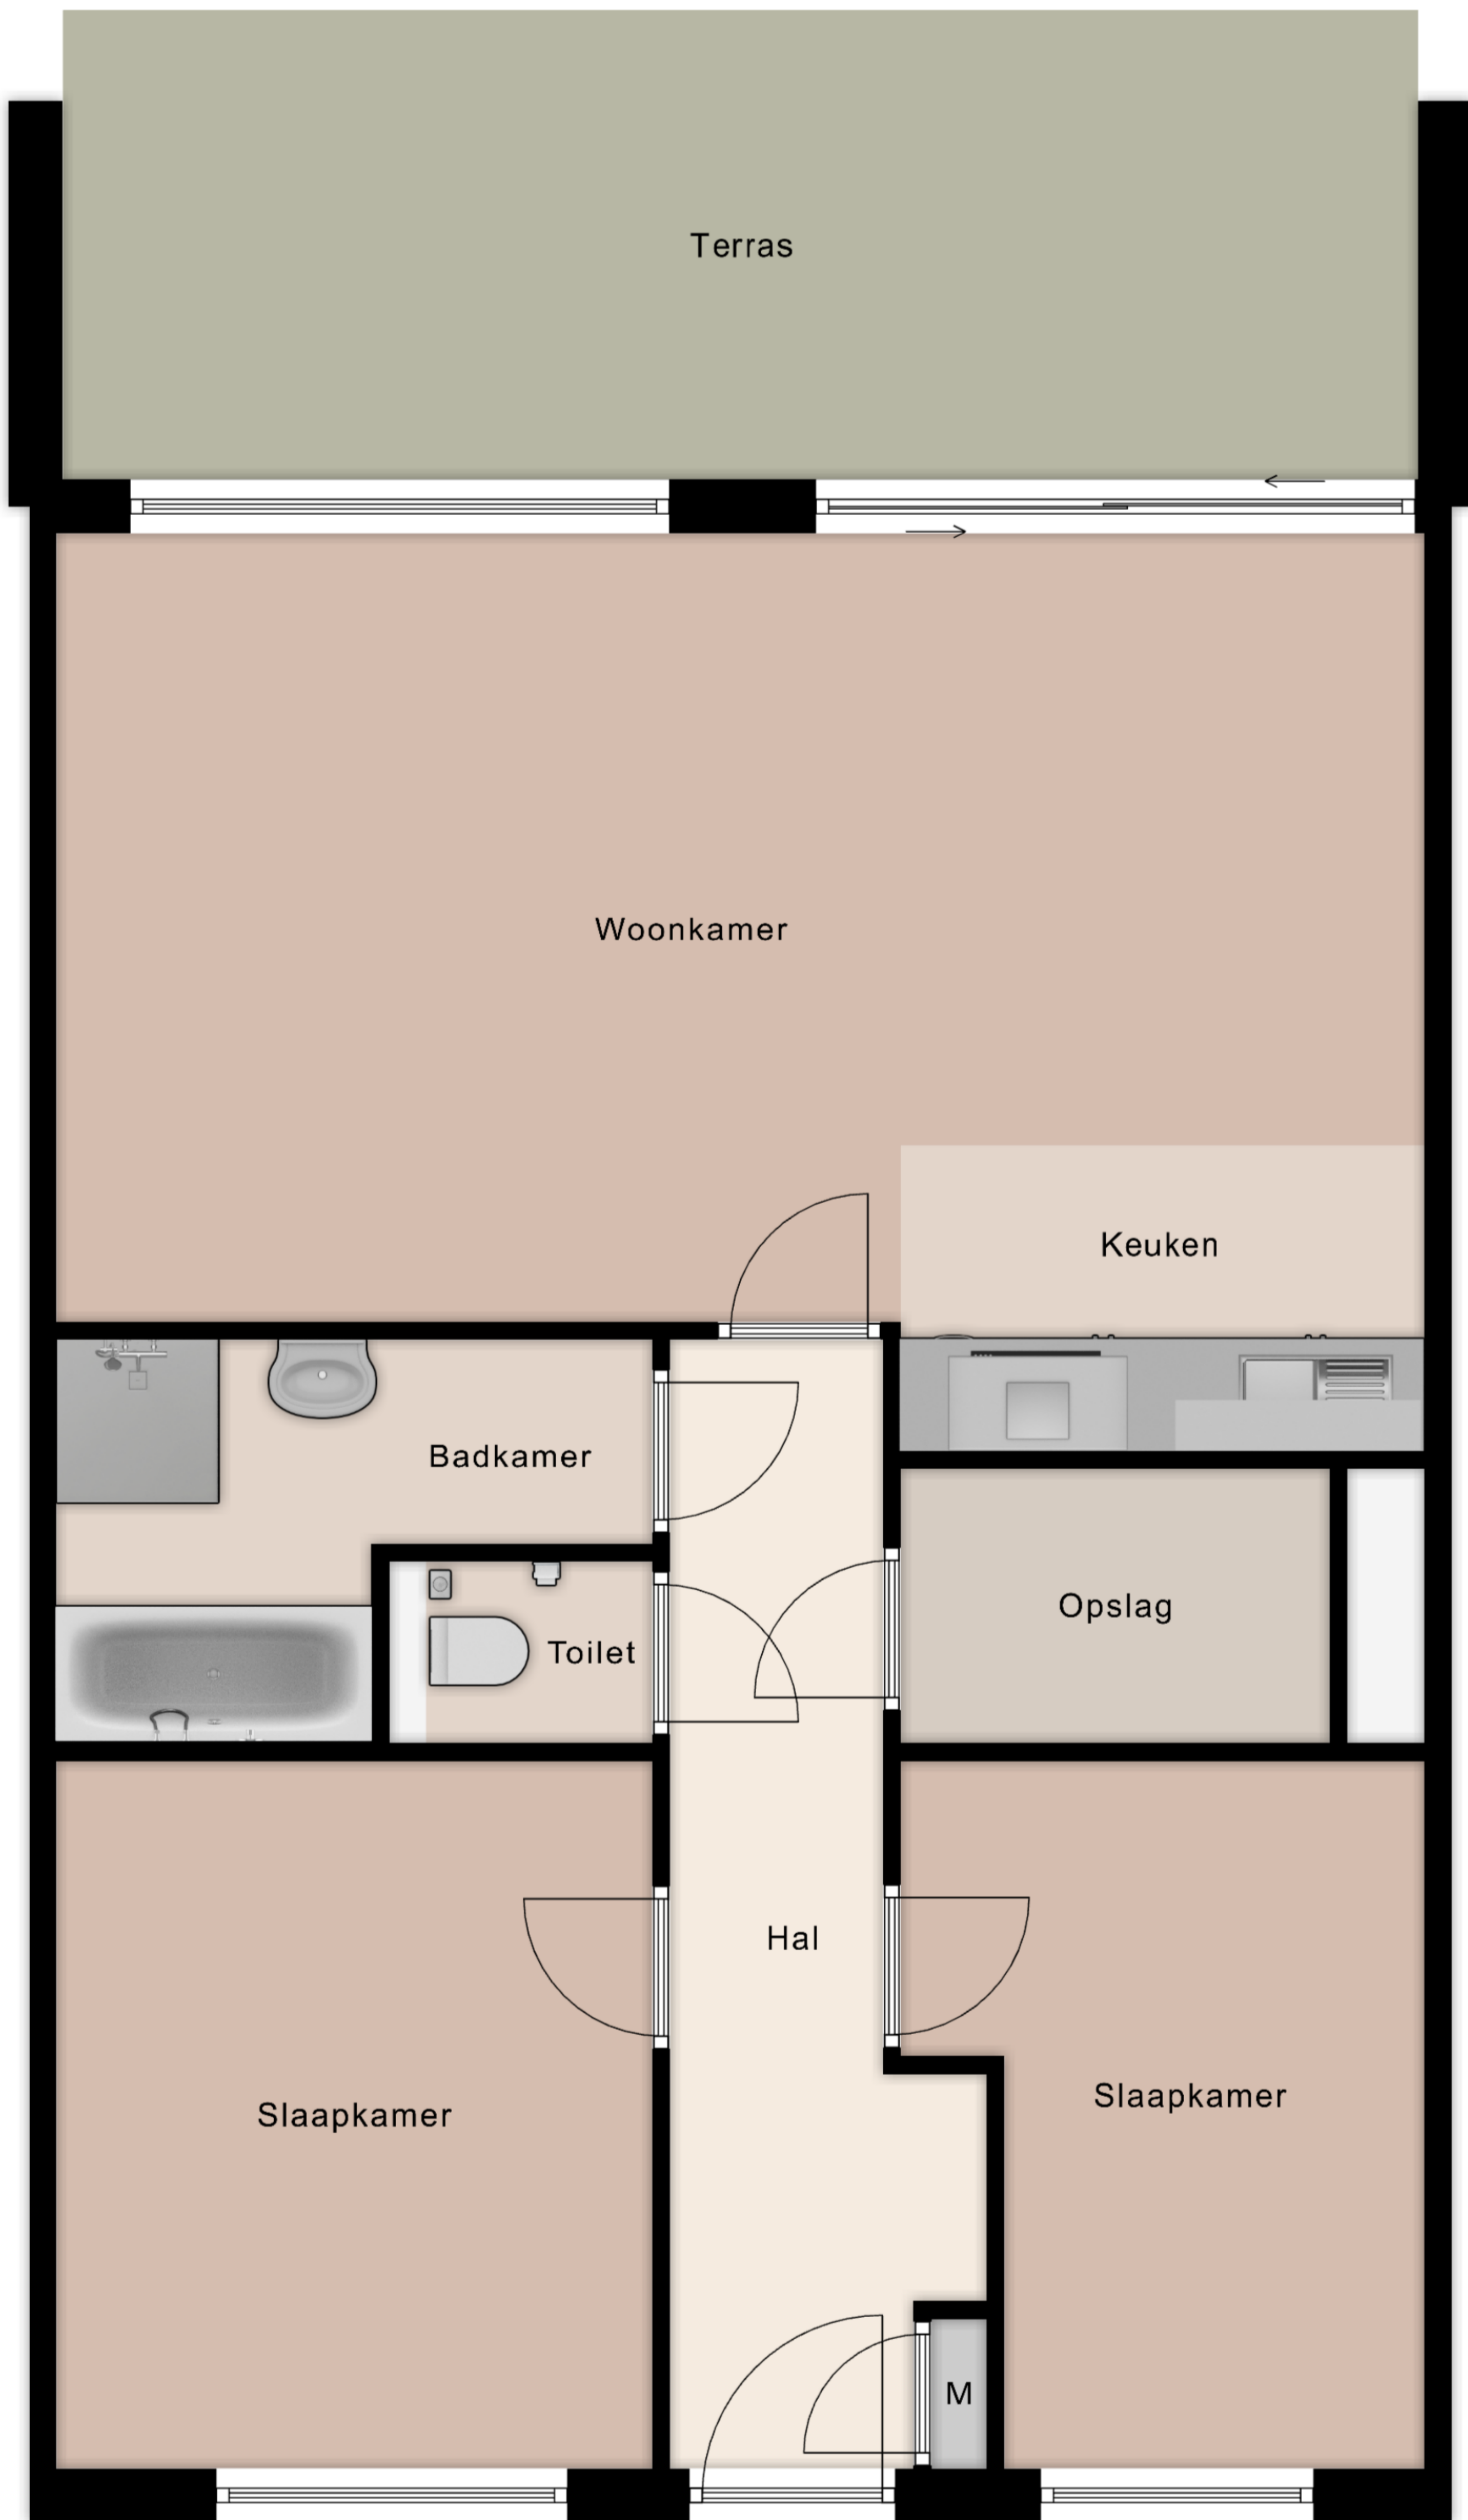 Terras
Woonkamer
Keuken
Badkamer
Opslag
Toilet
Hal
Slaapkamer
Slaapkamer
M